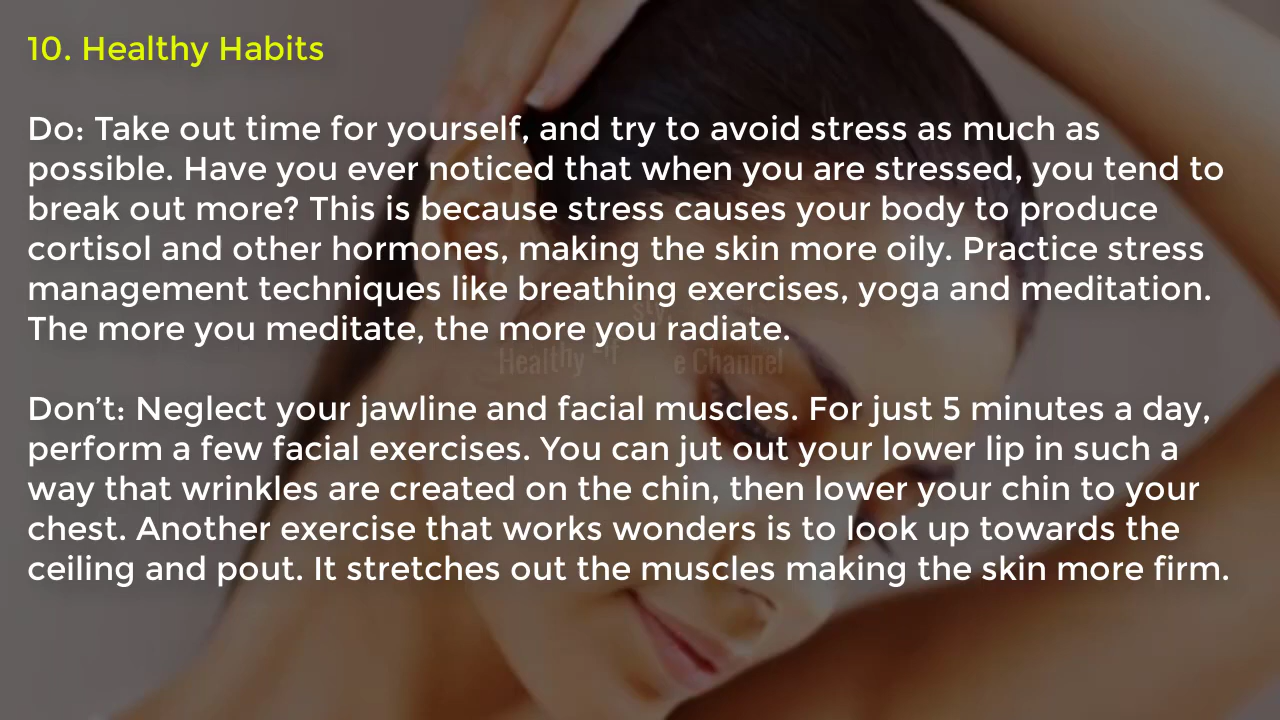 10. Healthy Habits
Do: Take out time for yourself, and try to avoid stress as much as
possible. Have you ever noticed that when you are stressed, you tend to
break out more? This is because stress causes your body to produce
cortisol and other hormones, making the skin more oily. Practice stress
management techniques like breathing exercises, yoga and meditation.
The more you meditate, the more you radiate.
Healthy e Channel
Don't: Neglect your jawline and facial muscles. For just 5 minutes a day,
perform a few facial exercises. You can jut out your lower lip in such a
way that wrinkles are created on the chin, then lower your chin to your
chest. Another exercise that works wonders is to look up towards the
ceiling and pout. It stretches out the muscles making the skin more firm.